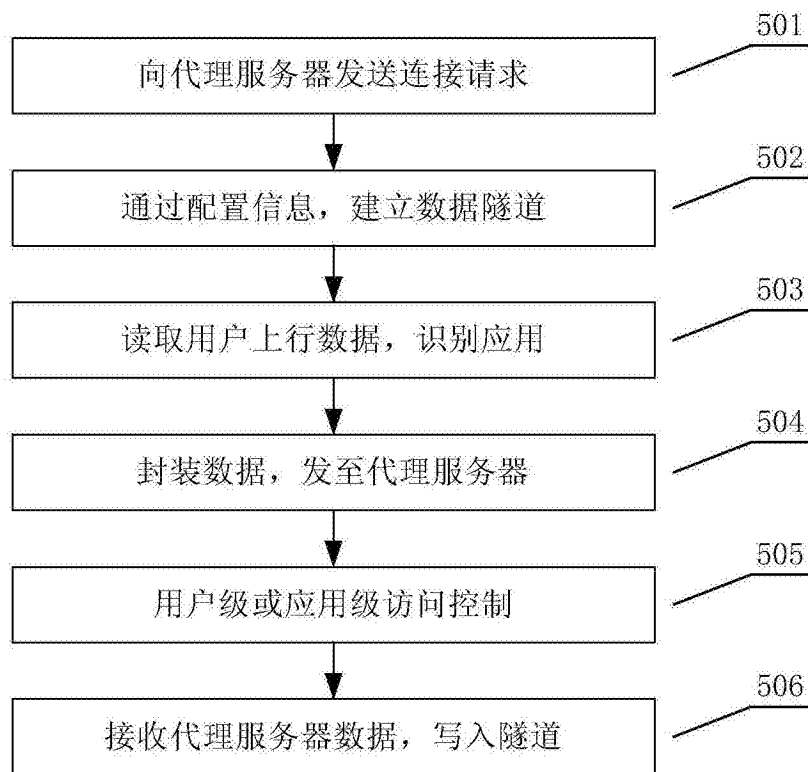 501
向代理服务器发送连接请求
502
通过配置信息，建立数据隧道
503
读取用户上行数据，识别应用
504
封装数据，发至代理服务器
505
用户级或应用级访问控制
506
接收代理服务器数据，写入隧道